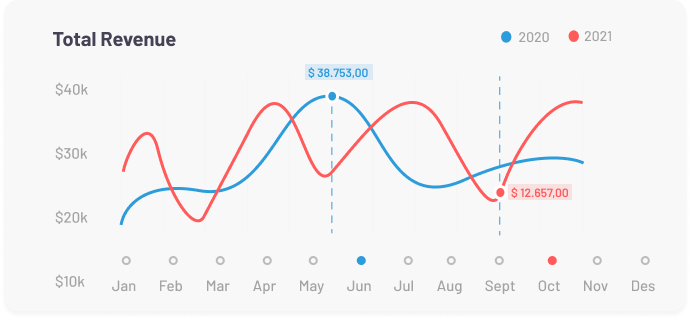 Total Revenue
2020
2021
$ 38.753,00
$40k
$30k
$ 12.657,00
$20k
$10k
Jan Feb Mar Apr May Jun Jul Aug Sept Oct Nov Des